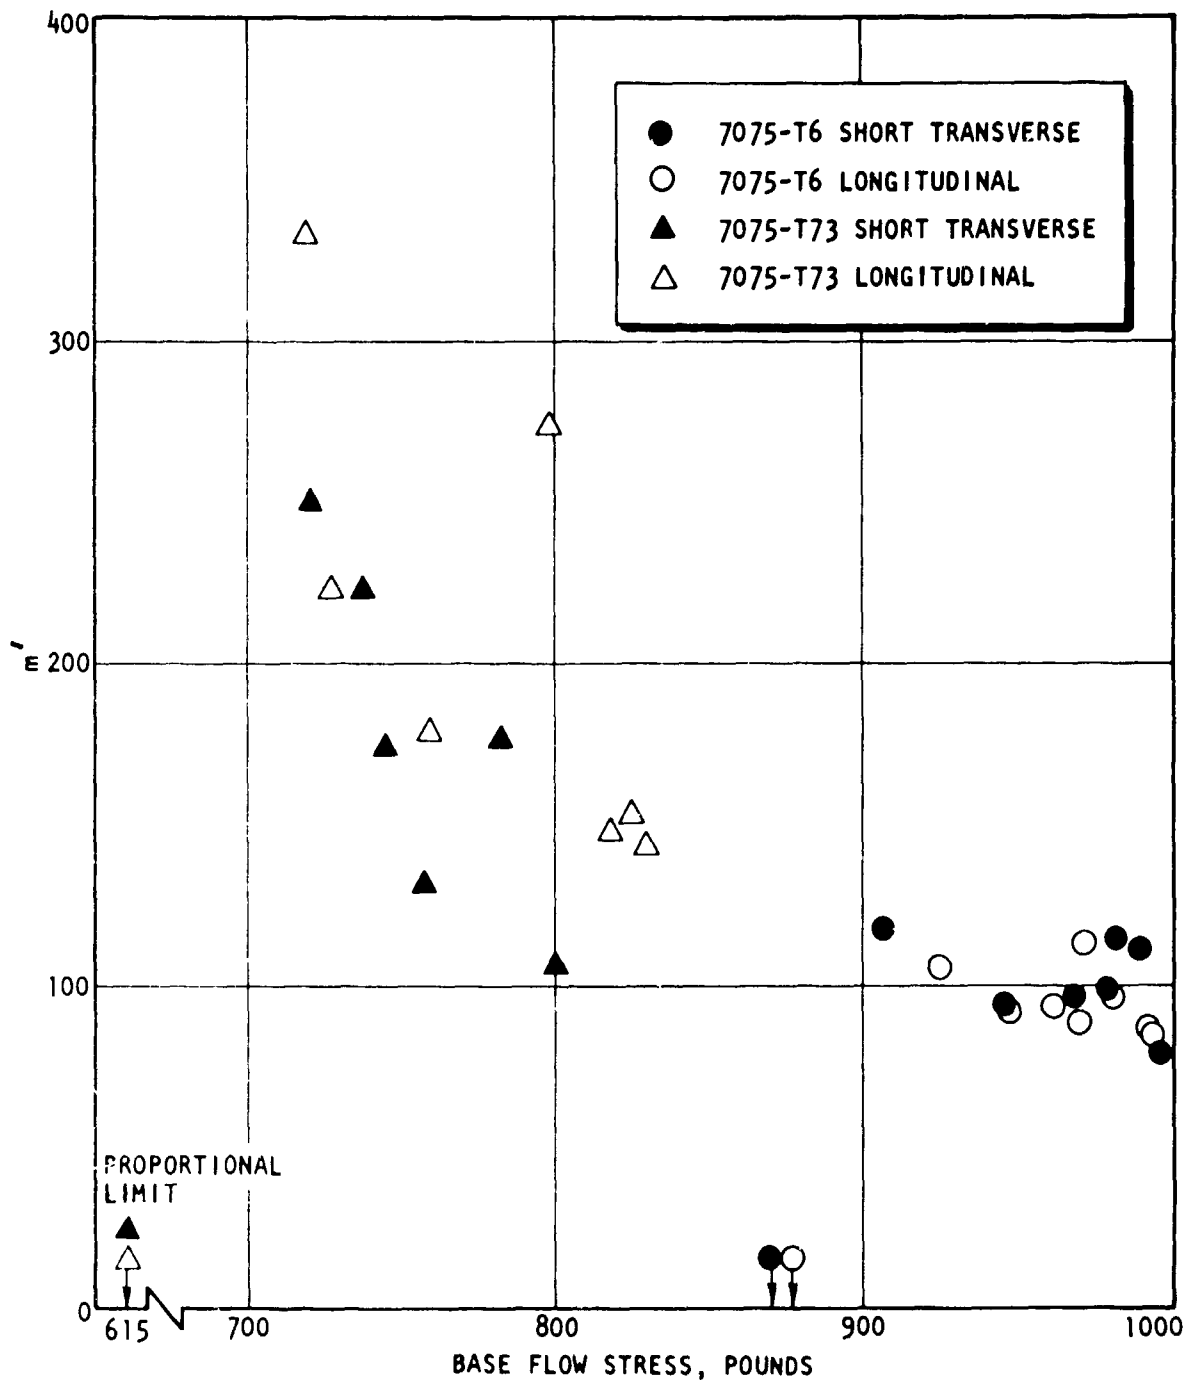 400
7075-T6 SHORT TRANSVERSE
7075-T6 LONGITUDINAL
7075-T73 SHORT TRANSVERSE
7075-T73 LONGITUDINAL
300
m′ 200
100
PROPORTIONAL
LIMIT
0
615 700 800 900 1000
BASE FLOW STRESS, POUNDS